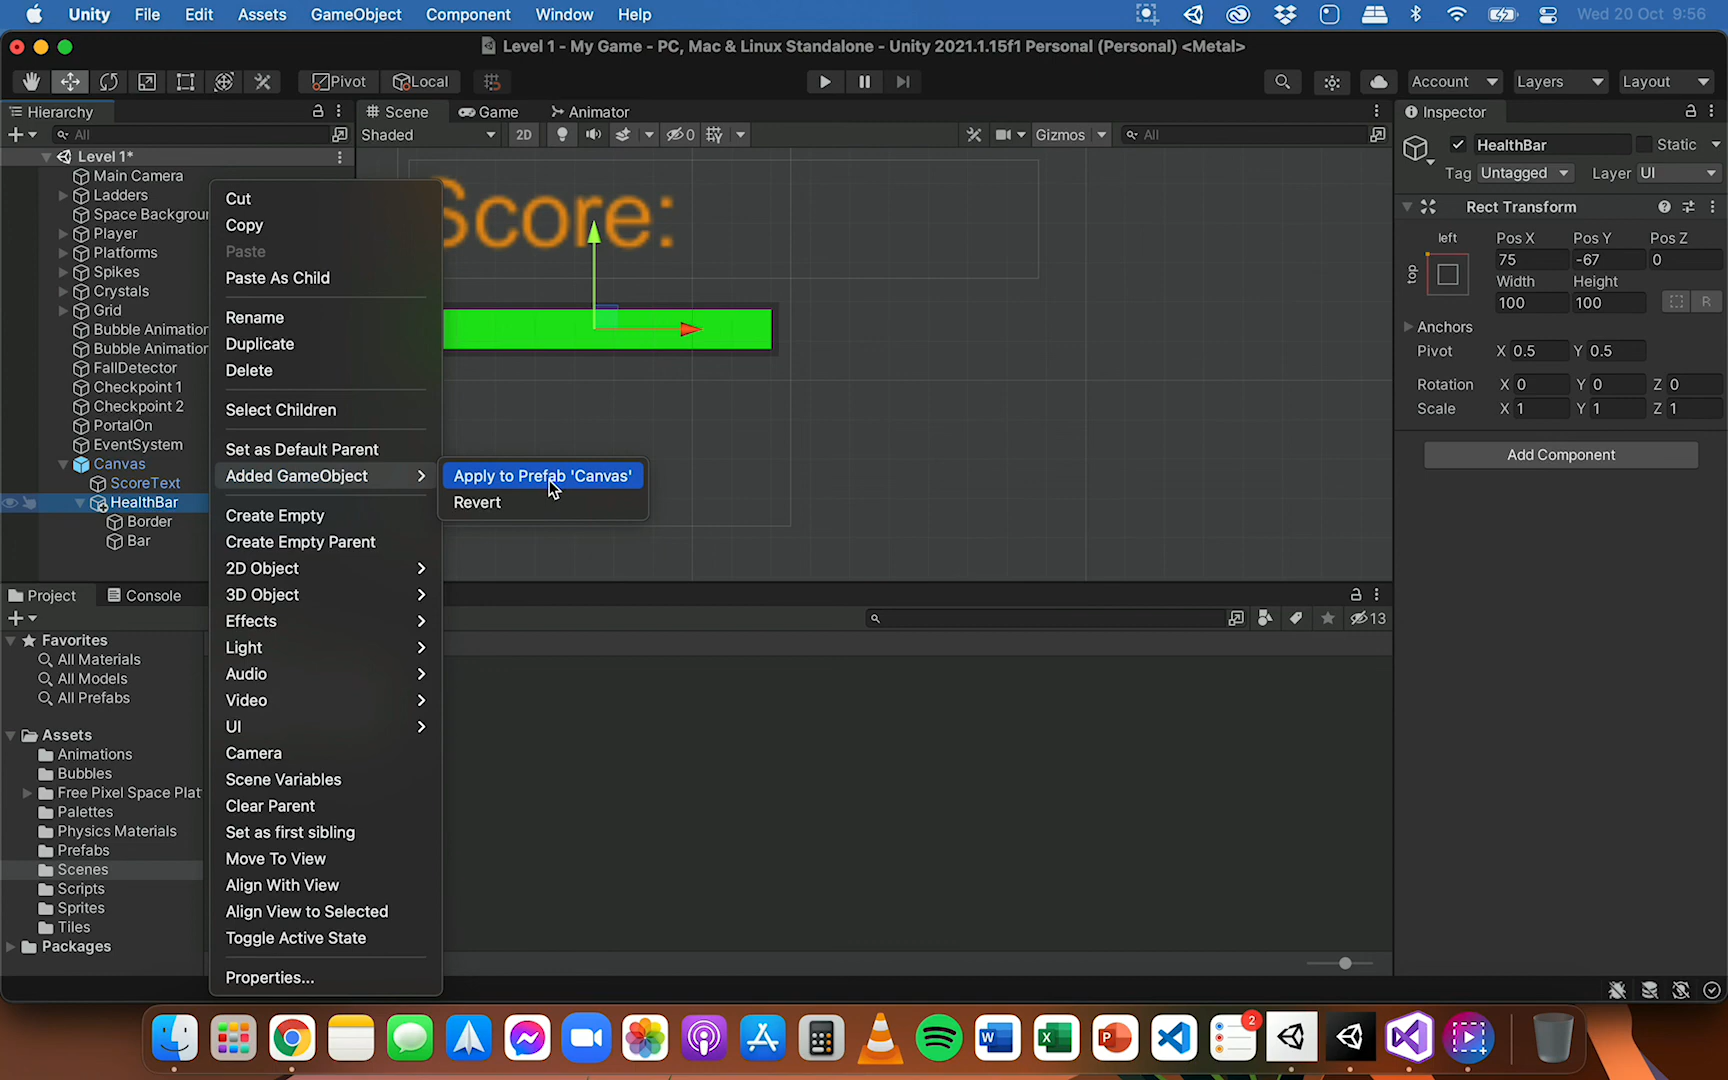 Unity File Edit Assets GameObject Component Window Help
Wed 20 Oct 9:56
Level 1 - My Game - PC, Mac & Linux Standalone - Unity 2021.1.15f1 Personal (Personal) <Metal>
Pivot Local Account Layers Layout
Hierarchy
All
Level 1*
Main Camera
Ladders
Space Backgrour
Player
Platforms
Spikes
Crystals
Grid
Bubble Animation
Bubble Animation
FallDetector
Checkpoint 1
Checkpoint 2
PortalOn
EventSystem
Canvas
ScoreText
HealthBar
Border
Bar
Cut
Copy
Paste
Paste As Child
Rename
Duplicate
Delete
Select Children
Set as Default Parent
Added GameObject
Create Empty
Create Empty Parent
2D Object
3D Object
Effects
Light
Audio
Video
UI
Camera
Scene Variables
Clear Parent
Set as first sibling
Move To View
Align With View
Align View to Selected
Toggle Active State
Properties...
Apply to Prefab 'Canvas'
Revert
Scene Game Animator
Shaded 2D 0 Gizmos All
Score:
Inspector
HealthBar Static
Tag Untagged Layer UI
Rect Transform
left
top
Pos X Pos Y Pos Z
75 -67 0
Width Height
100 100 R
Anchors
Pivot X 0.5 Y 0.5
Rotation X 0 Y 0 Z 0
Scale X 1 Y 1 Z 1
Add Component
Project Console
13
Favorites
All Materials
All Models
All Prefabs
Assets
Animations
Bubbles
Free Pixel Space Plat
Palettes
Physics Materials
Prefabs
Scenes
Scripts
Sprites
Tiles
Packages
W X P 2